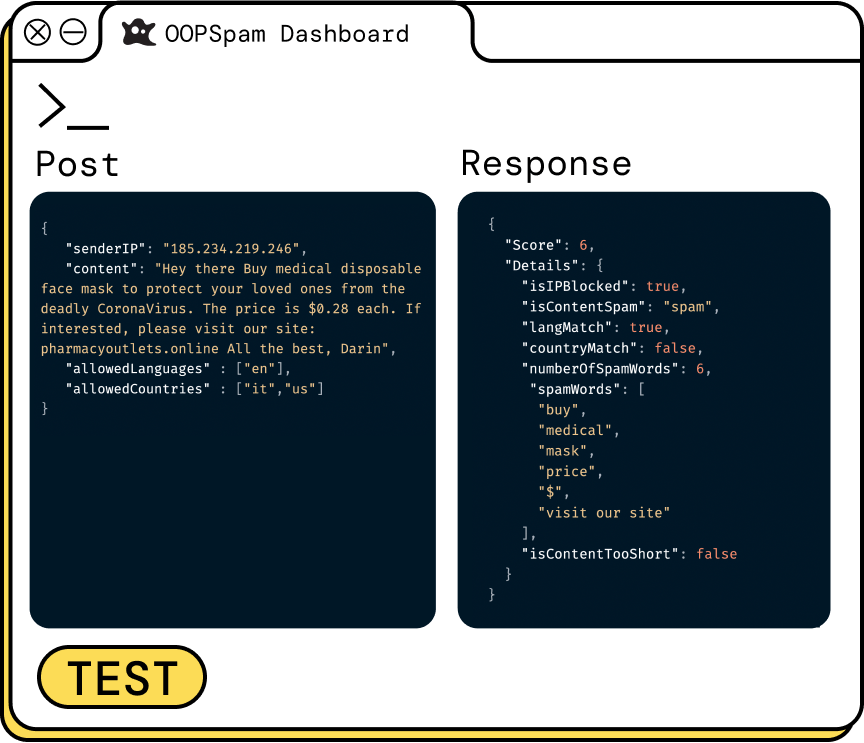 OOPSpam Dashboard
>_
Post
{
"senderIP": "185.234.219.246",
"content": "Hey there Buy medical disposable
face mask to protect your loved ones from the
deadly CoronaVirus. The price is $0.28 each. If
interested, please visit our site:
pharmacyoutlets.online All the best, Darin",
"allowedLanguages" : ["en"],
"allowedCountries" : ["it","us"]
}
Response
{
"Score": 6,
"Details": {
"isIPBlocked": true,
"isContentSpam": "spam",
"langMatch": true,
"countryMatch": false,
"numberOfSpamWords": 6,
"spamWords": [
"buy",
"medical",
"mask",
"price",
"$",
"visit our site"
],
"isContentTooShort": false
}
}
TEST